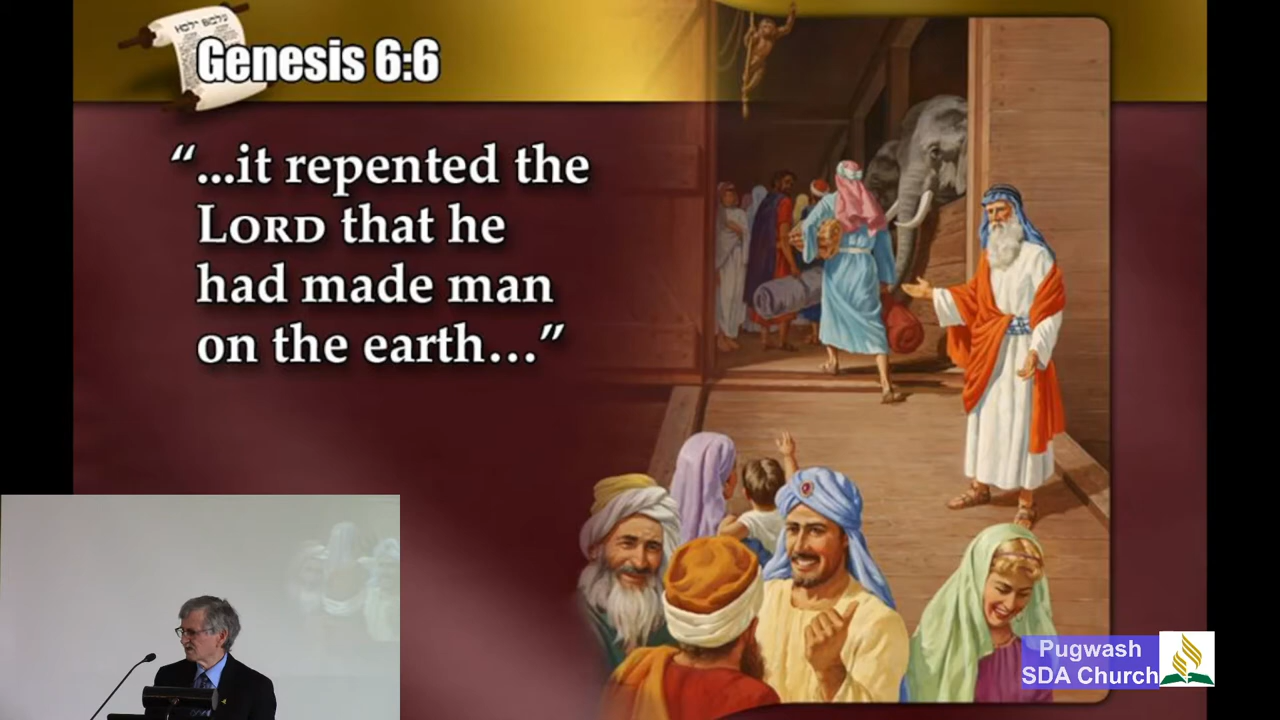 Genesis 6:6
“...it repented the
LORD that he
had made man
on the earth...”
Pugwash
SDA Church